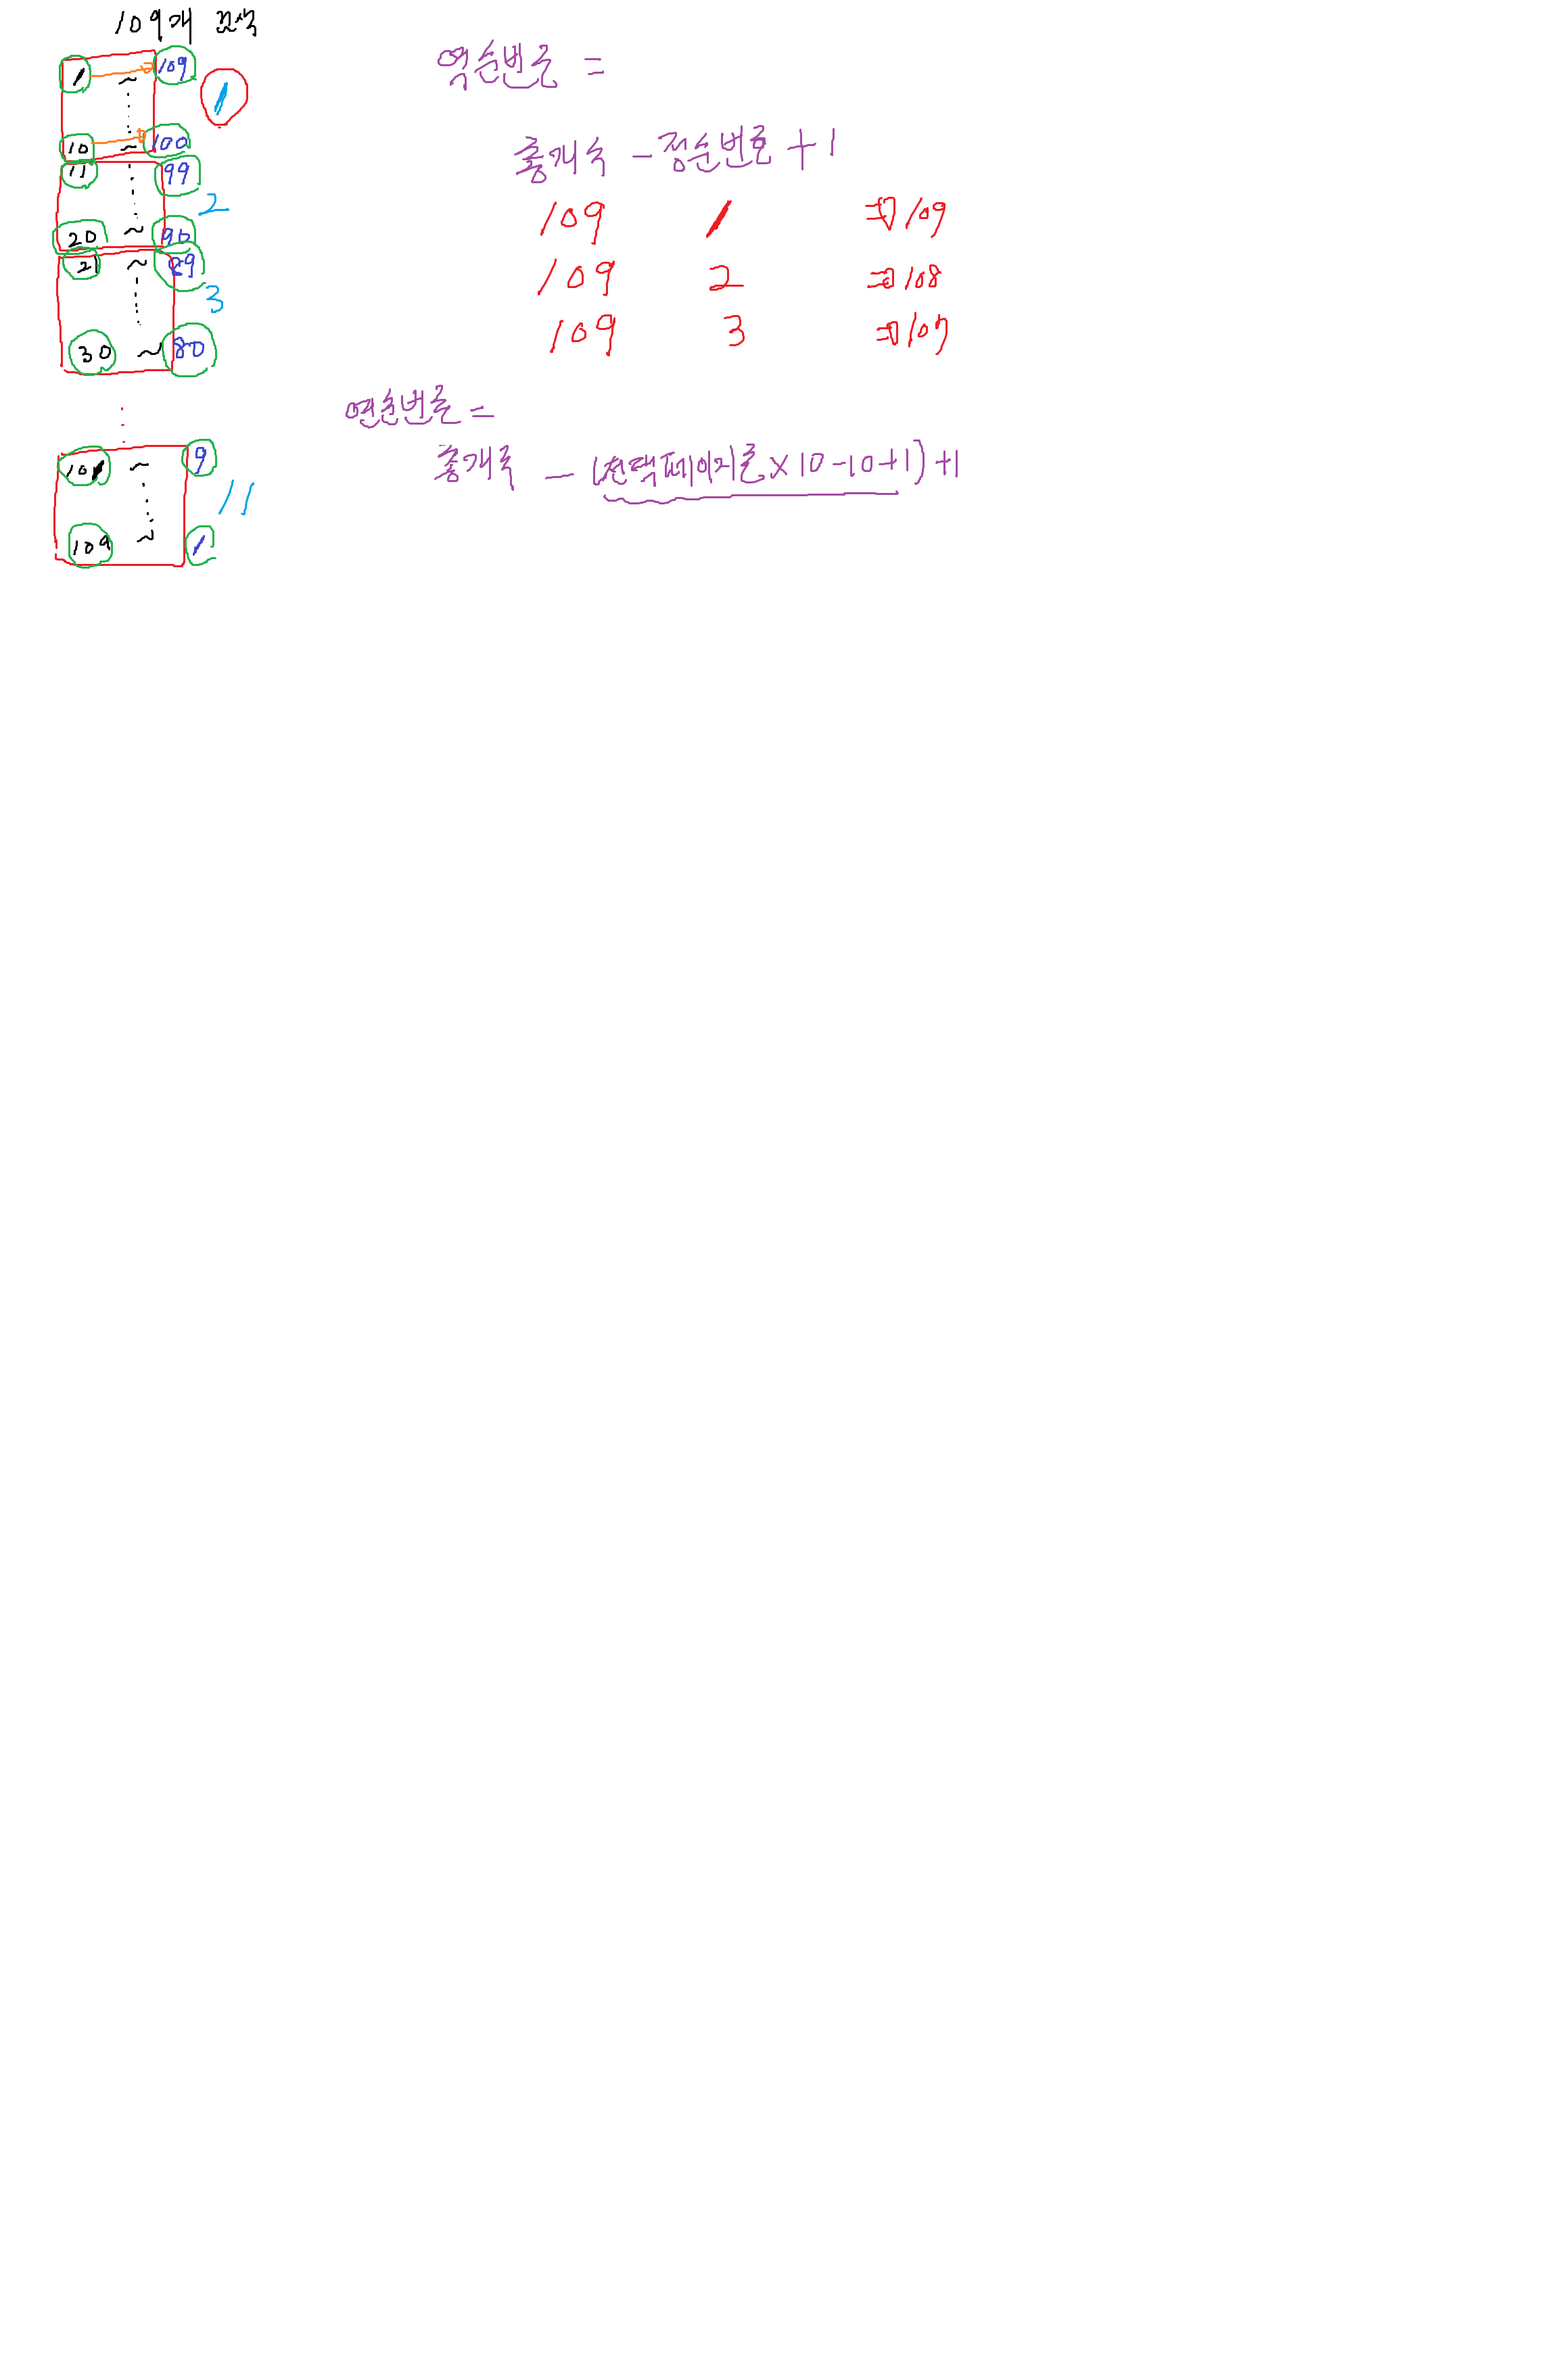 109개 검색
1 ~ 109 1
10 ~ 100
11 99
2
20 ~ 90
21 ~ 89
3
30 ~ 80
101 ~ 9
11
109 ~ 1
역순번호 =
총개수 - 정순번호 + 1
109 1 ⇒ 109
109 2 ⇒ 108
109 3 ⇒ 107
역순번호 =
총개수 - (선택페이지번호 × 10 - 10 + 1) + 1